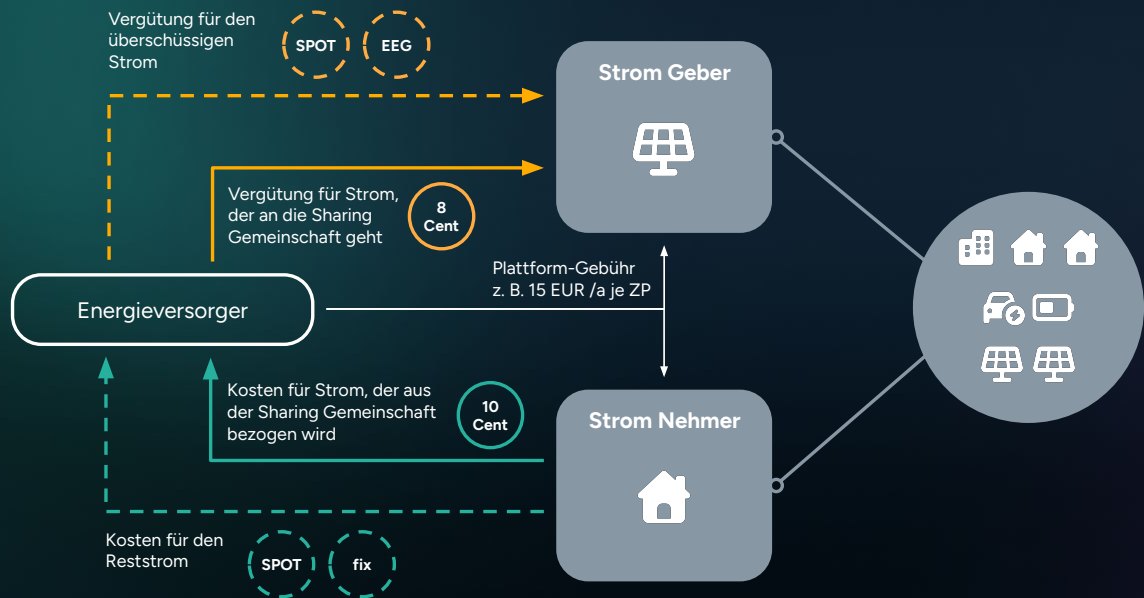 Vergütung für den
überschüssigen
Strom
SPOT
EEG
Strom Geber
Vergütung für Strom,
der an die Sharing
Gemeinschaft geht
8
Cent
Plattform-Gebühr
z. B. 15 EUR /a je ZP
Energieversorger
Kosten für Strom, der aus
der Sharing Gemeinschaft
bezogen wird
10
Cent
Strom Nehmer
Kosten für den
Reststrom
SPOT
fix